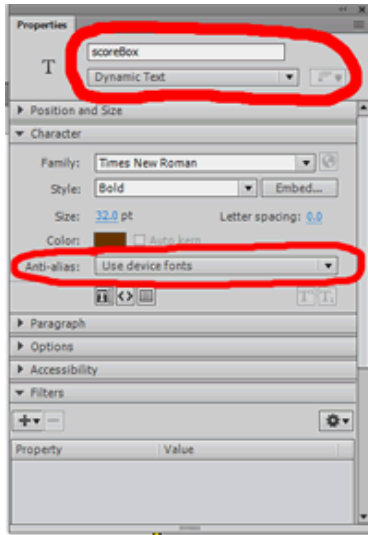 Properties
scoreBox
T
Dynamic Text
Position and Size
Character
Family: Times New Roman
Style: Bold Embed...
Size: 32.0 pt Letter spacing: 0.0
Color: Auto kern
Anti-alias: Use device fonts
T T
Paragraph
Options
Accessibility
Filters
Property Value